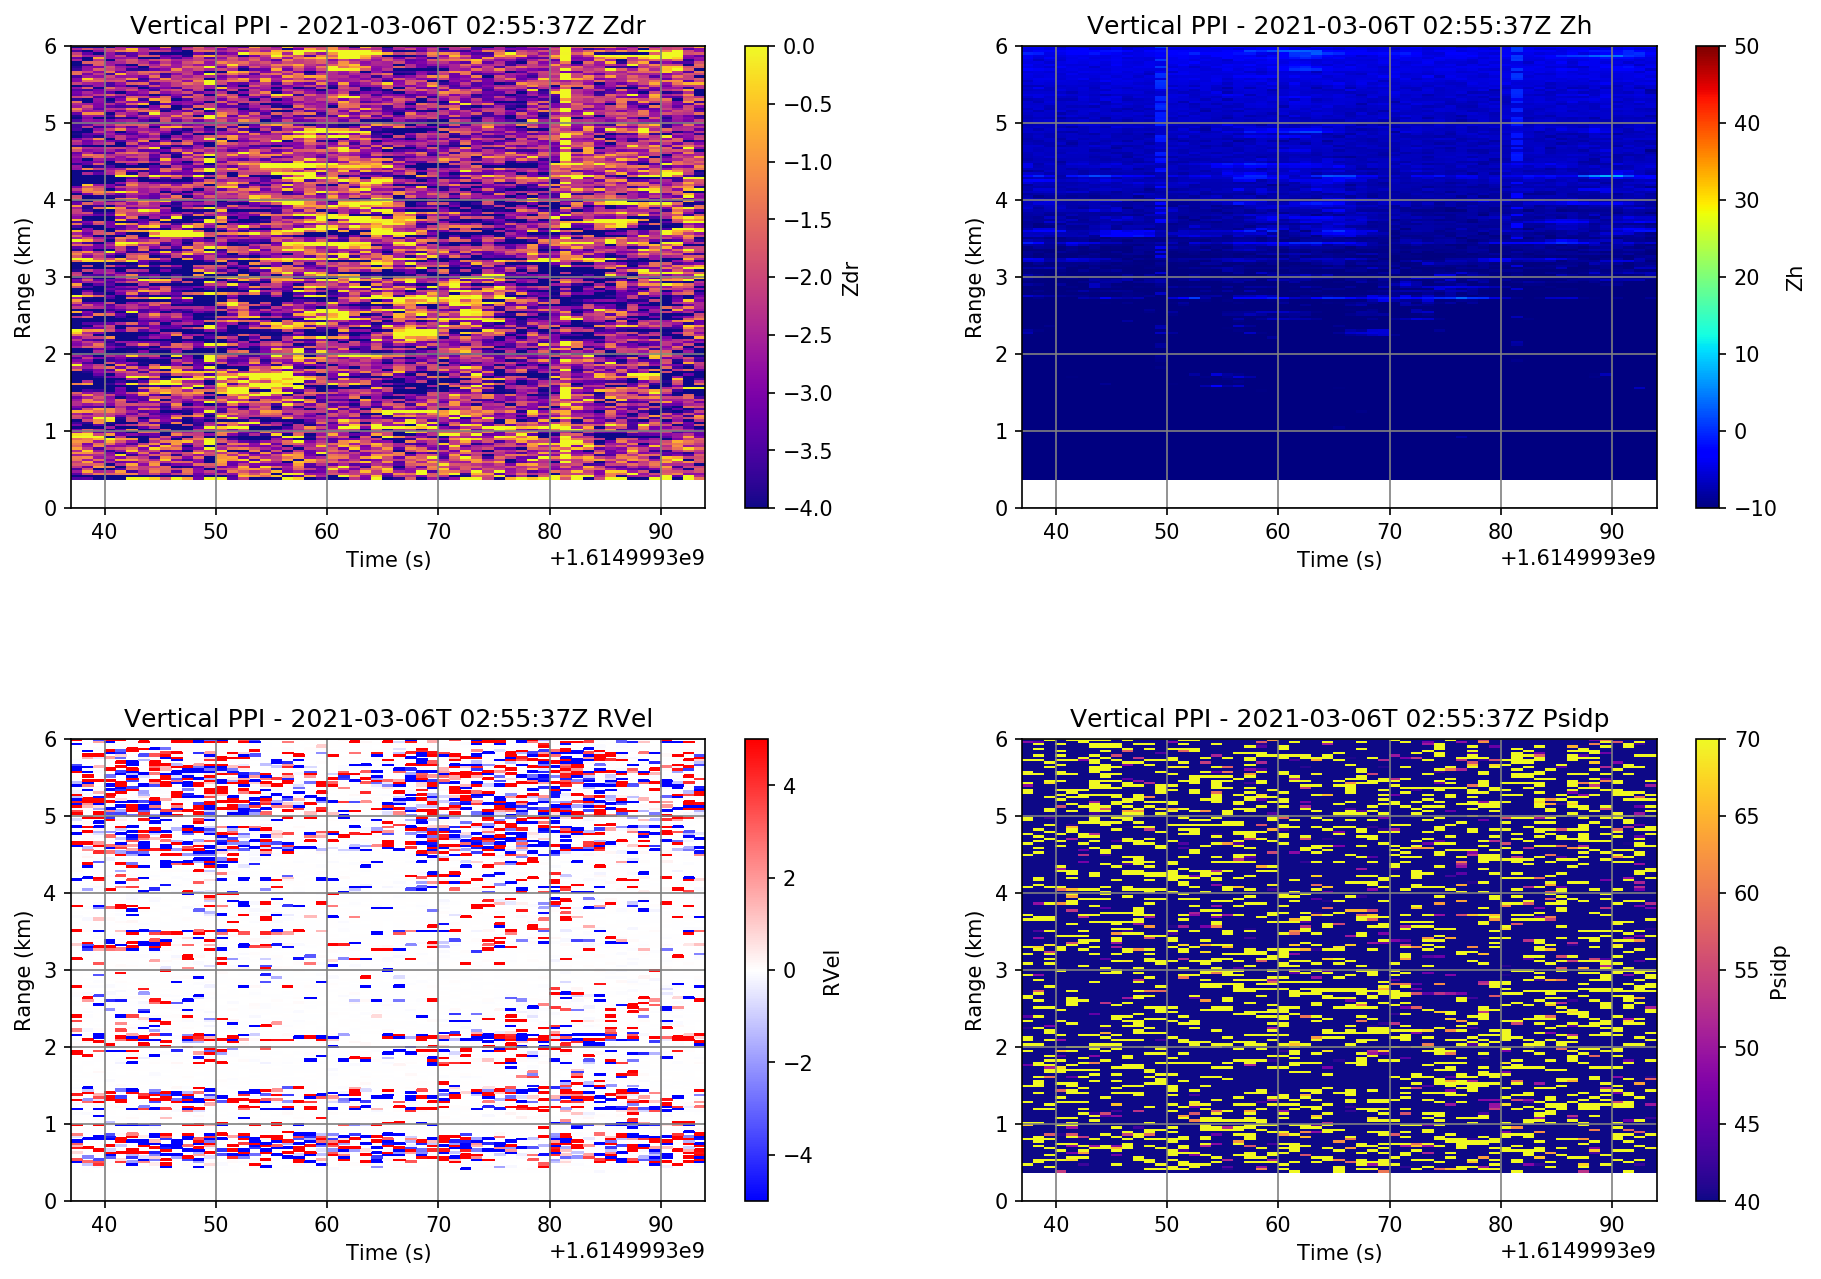 Vertical PPI - 2021-03-06T 02:55:37Z Zdr
6
5
4
3
2
1
0
Range (km)
40 50 60 70 80 90
Time (s)
+1.6149993e9
0.0
−0.5
−1.0
−1.5
−2.0
−2.5
−3.0
−3.5
−4.0
Zdr
Vertical PPI - 2021-03-06T 02:55:37Z Zh
6
5
4
3
2
1
0
Range (km)
40 50 60 70 80 90
Time (s)
+1.6149993e9
50
40
30
20
10
0
−10
Zh
Vertical PPI - 2021-03-06T 02:55:37Z RVel
6
5
4
3
2
1
0
Range (km)
40 50 60 70 80 90
Time (s)
+1.6149993e9
4
2
0
−2
−4
RVel
Vertical PPI - 2021-03-06T 02:55:37Z Psidp
6
5
4
3
2
1
0
Range (km)
40 50 60 70 80 90
Time (s)
+1.6149993e9
70
65
60
55
50
45
40
Psidp